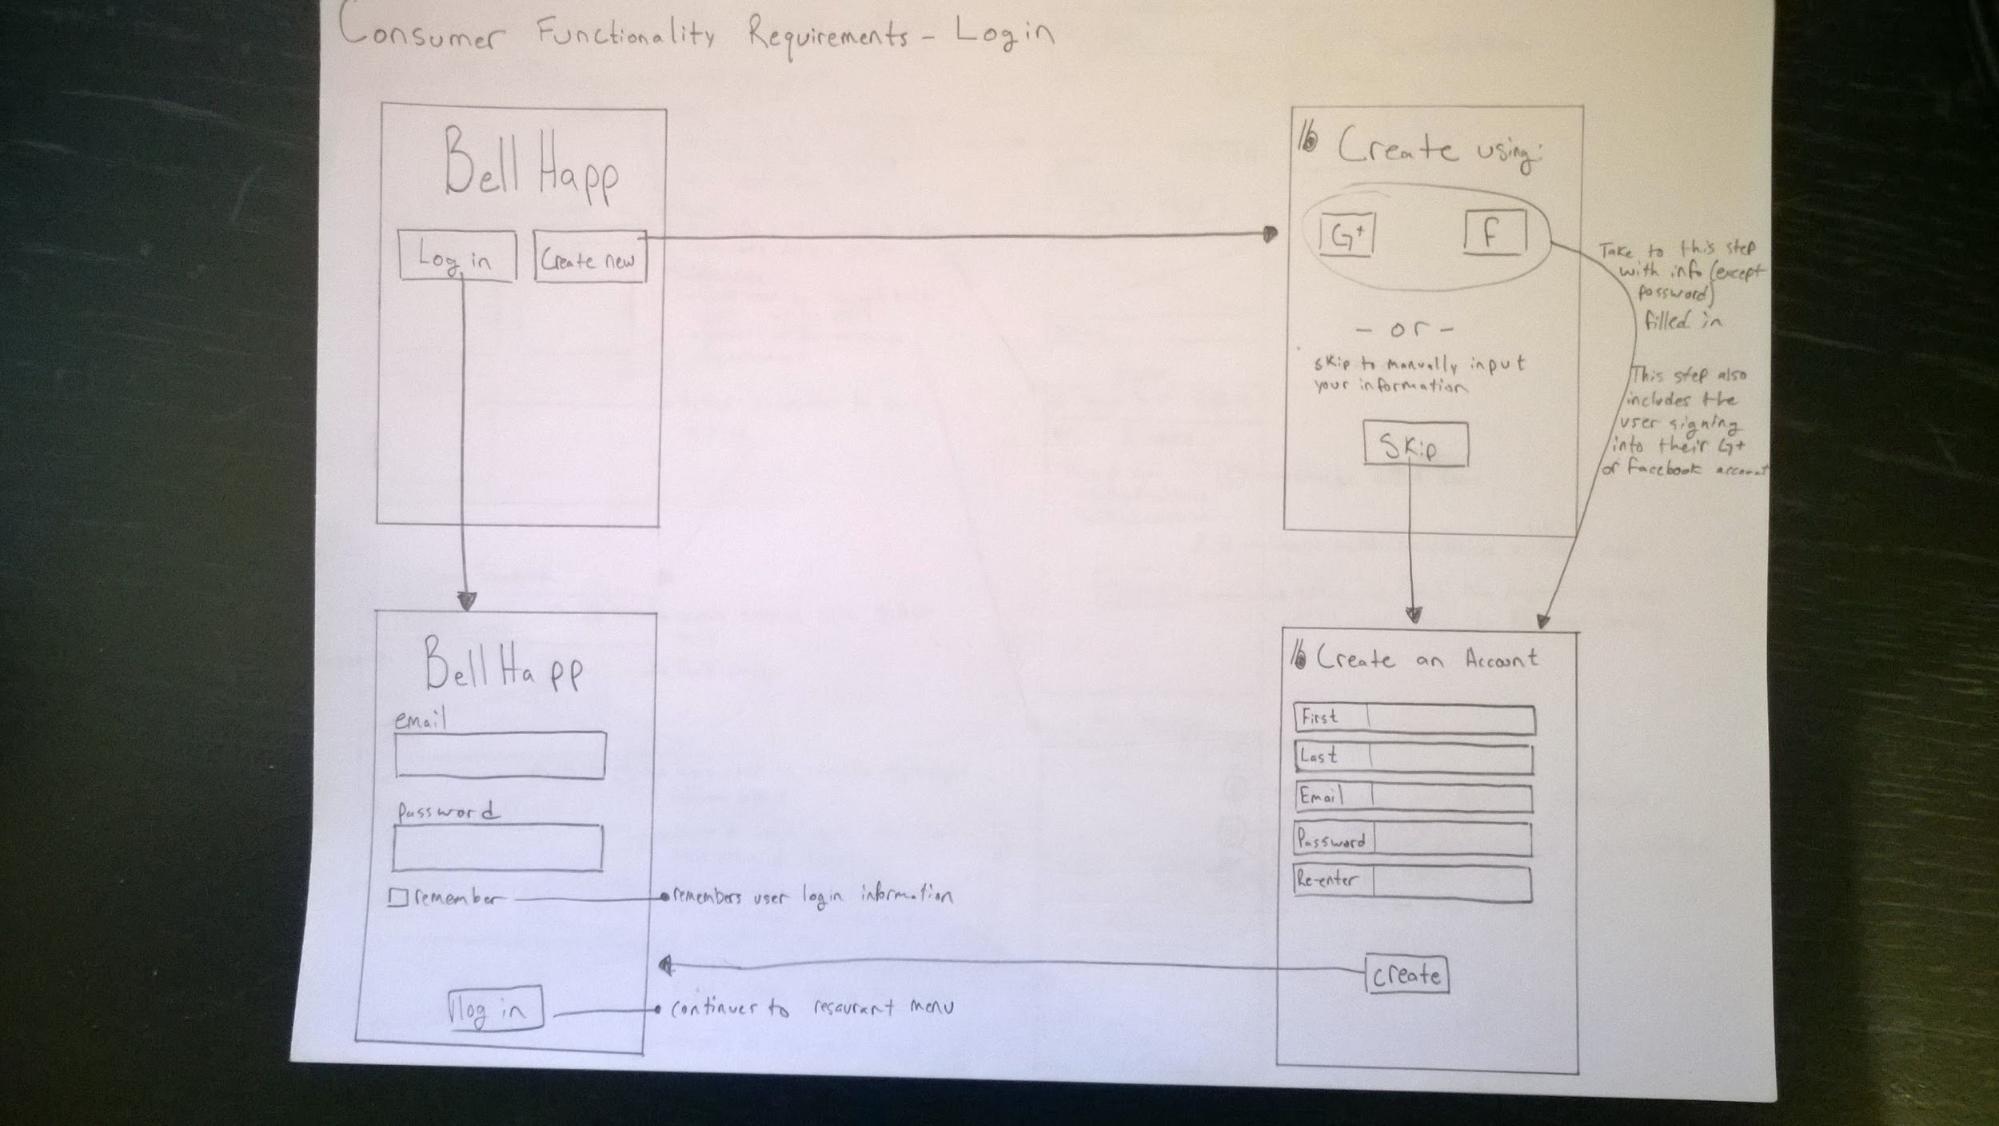 Consumer Functionality Requirements - Login
Bell Happ
Log in
Create new
Create using:
G+
F
- or -
skip to manually input
your information
Skip
Take to this step
with info (except
password)
filled in
This step also
includes the
user signing
into their G+
or Facebook account
Bell Happ
email
password
remember
remembers user login information
log in
continues to resaurant menu
Create an Account
First
Last
Email
Password
Re-enter
create